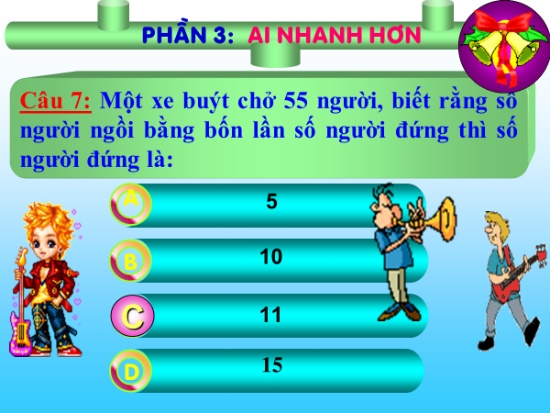 PHẦN 3: AI NHANH HƠN
Câu 7: Một xe buýt chở 55 người, biết rằng số
người ngồi bằng bốn lần số người đứng thì số
người đứng là:
A 5
B 10
C 11
D 15